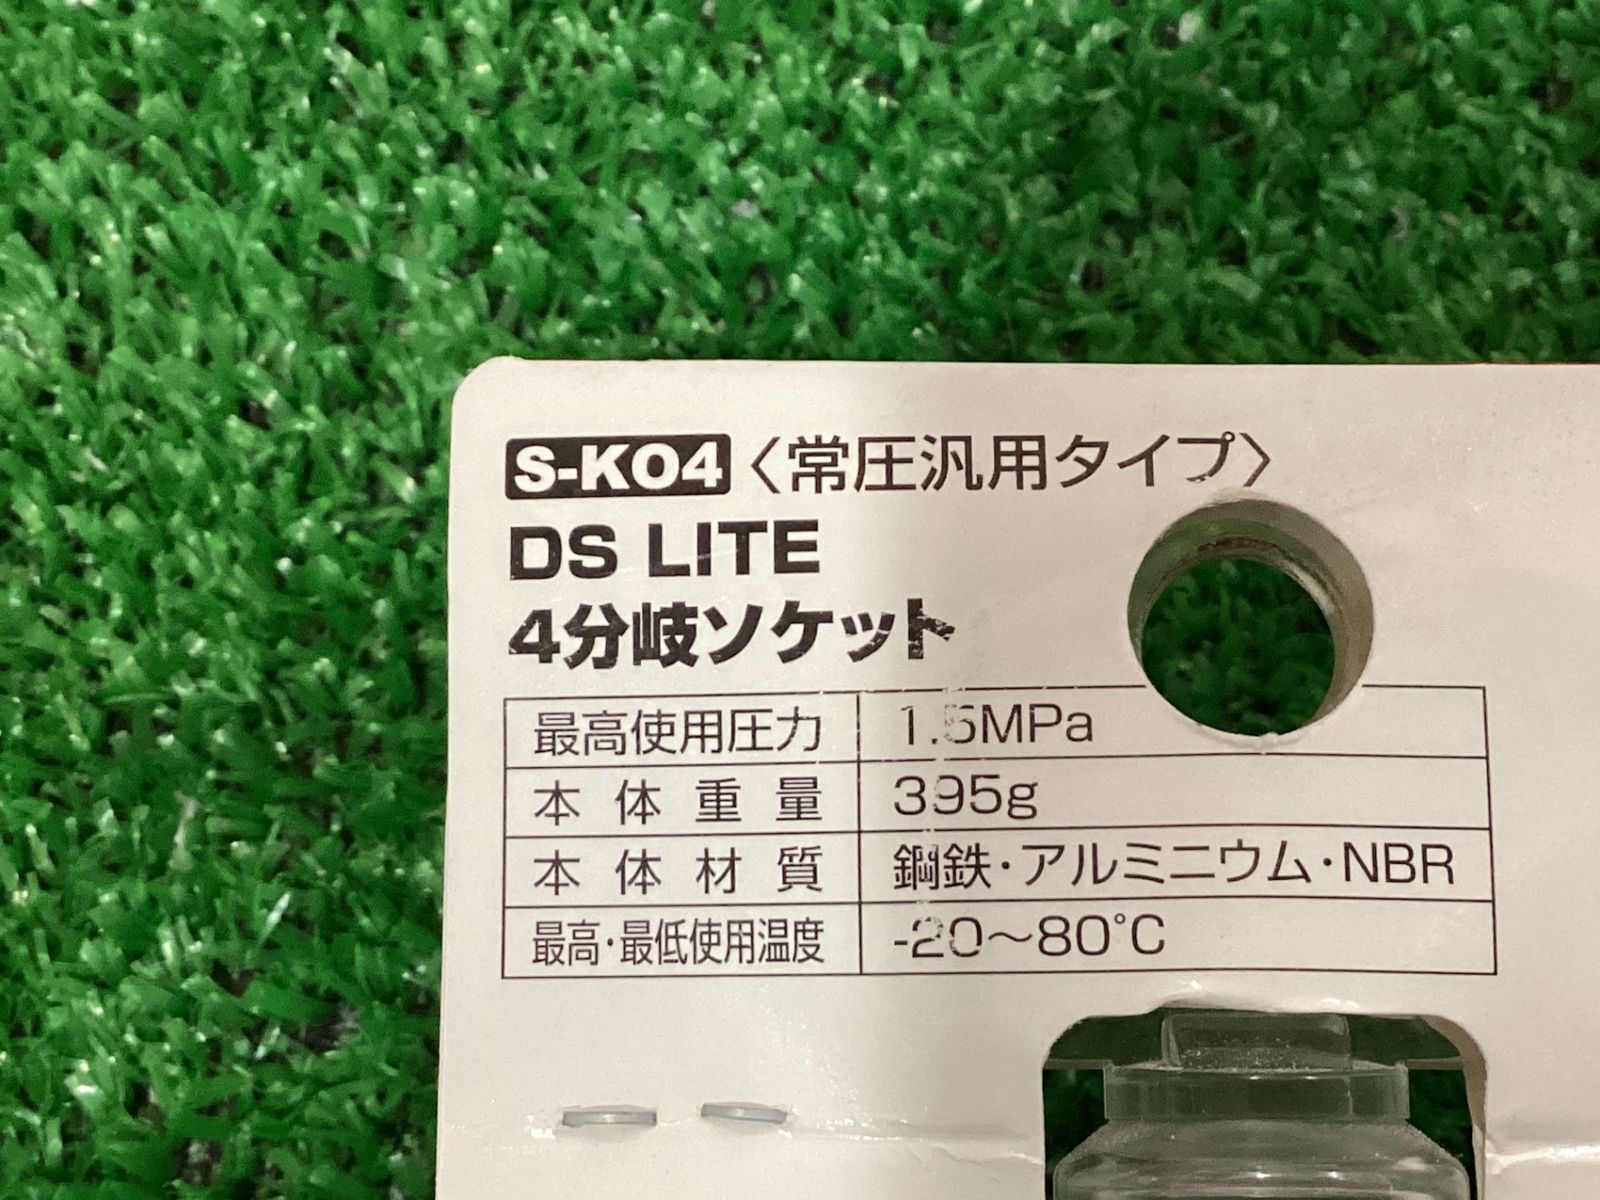 S-KO4 〈常圧汎用タイプ〉
DS LITE
4分岐ソケット
最高使用圧力 1.5MPa
本体重量 395g
本体材質 鋼鉄・アルミニウム・NBR
最高・最低使用温度 -20〜80℃